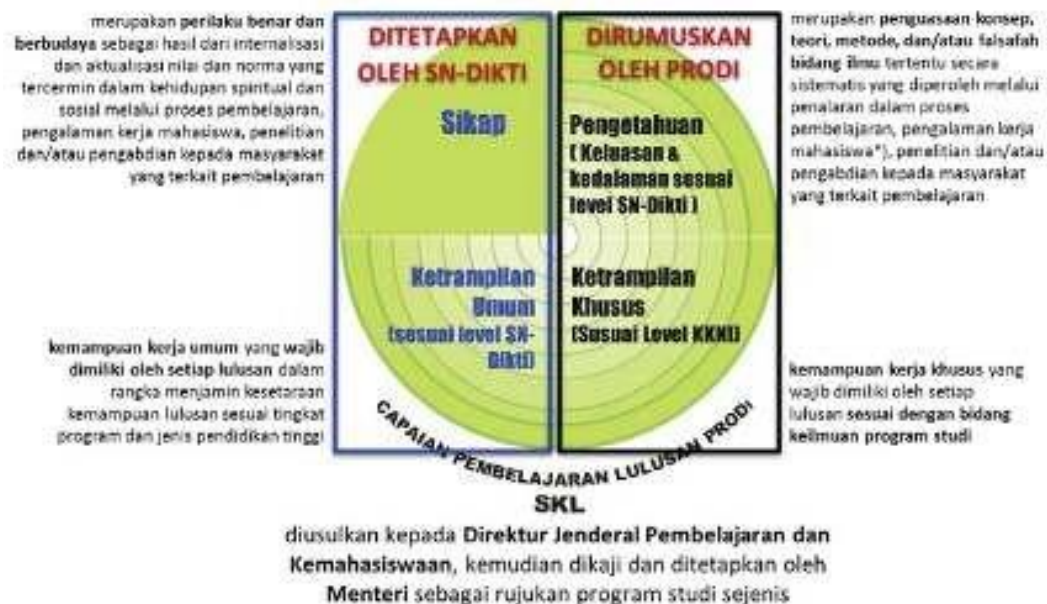 merupakan perilaku benar dan
berbudaya sebagai hasil dari internalisasi
dan aktualisasi nilai dan norma yang
tercermin dalam kehidupan spiritual dan
sosial melalui proses pembelajaran,
pengalaman kerja mahasiswa, penelitian
dan/atau pengabdian kepada masyarakat
yang terkait pembelajaran
DITETAPKAN
OLEH SN-DIKTI
Sikap
DIRUMUSKAN
OLEH PRODI
Pengetahuan
( Keluasan &
kedalaman sesuai
level SN-Dikti )
merupakan penguasaan konsep,
teori, metode, dan/atau falsafah
bidang ilmu tertentu secara
sistematis yang diperoleh melalui
penalaran dalam proses
pembelajaran, pengalaman kerja
mahasiswa*), penelitian dan/atau
pengabdian kepada masyarakat
yang terkait pembelajaran
kemampuan kerja umum yang wajib
dimiliki oleh setiap lulusan dalam
rangka menjamin kesetaraan
kemampuan lulusan sesuai tingkat
program dan jenis pendidikan tinggi
Ketrampilan
Umum
(sesuai level SN-
Dikti)
Ketrampilan
Khusus
(Susuai Level KKNI)
kemampuan kerja khusus yang
wajib dimiliki oleh setiap
lulusan sesuai dengan bidang
keilmuan program studi
CAPAIAN PEMBELAJARAN LULUSAN PRODI
SKL
diusulkan kepada Direktur Jenderal Pembelajaran dan
Kemahasiswaan, kemudian dikaji dan ditetapkan oleh
Menteri sebagai rujukan program studi sejenis